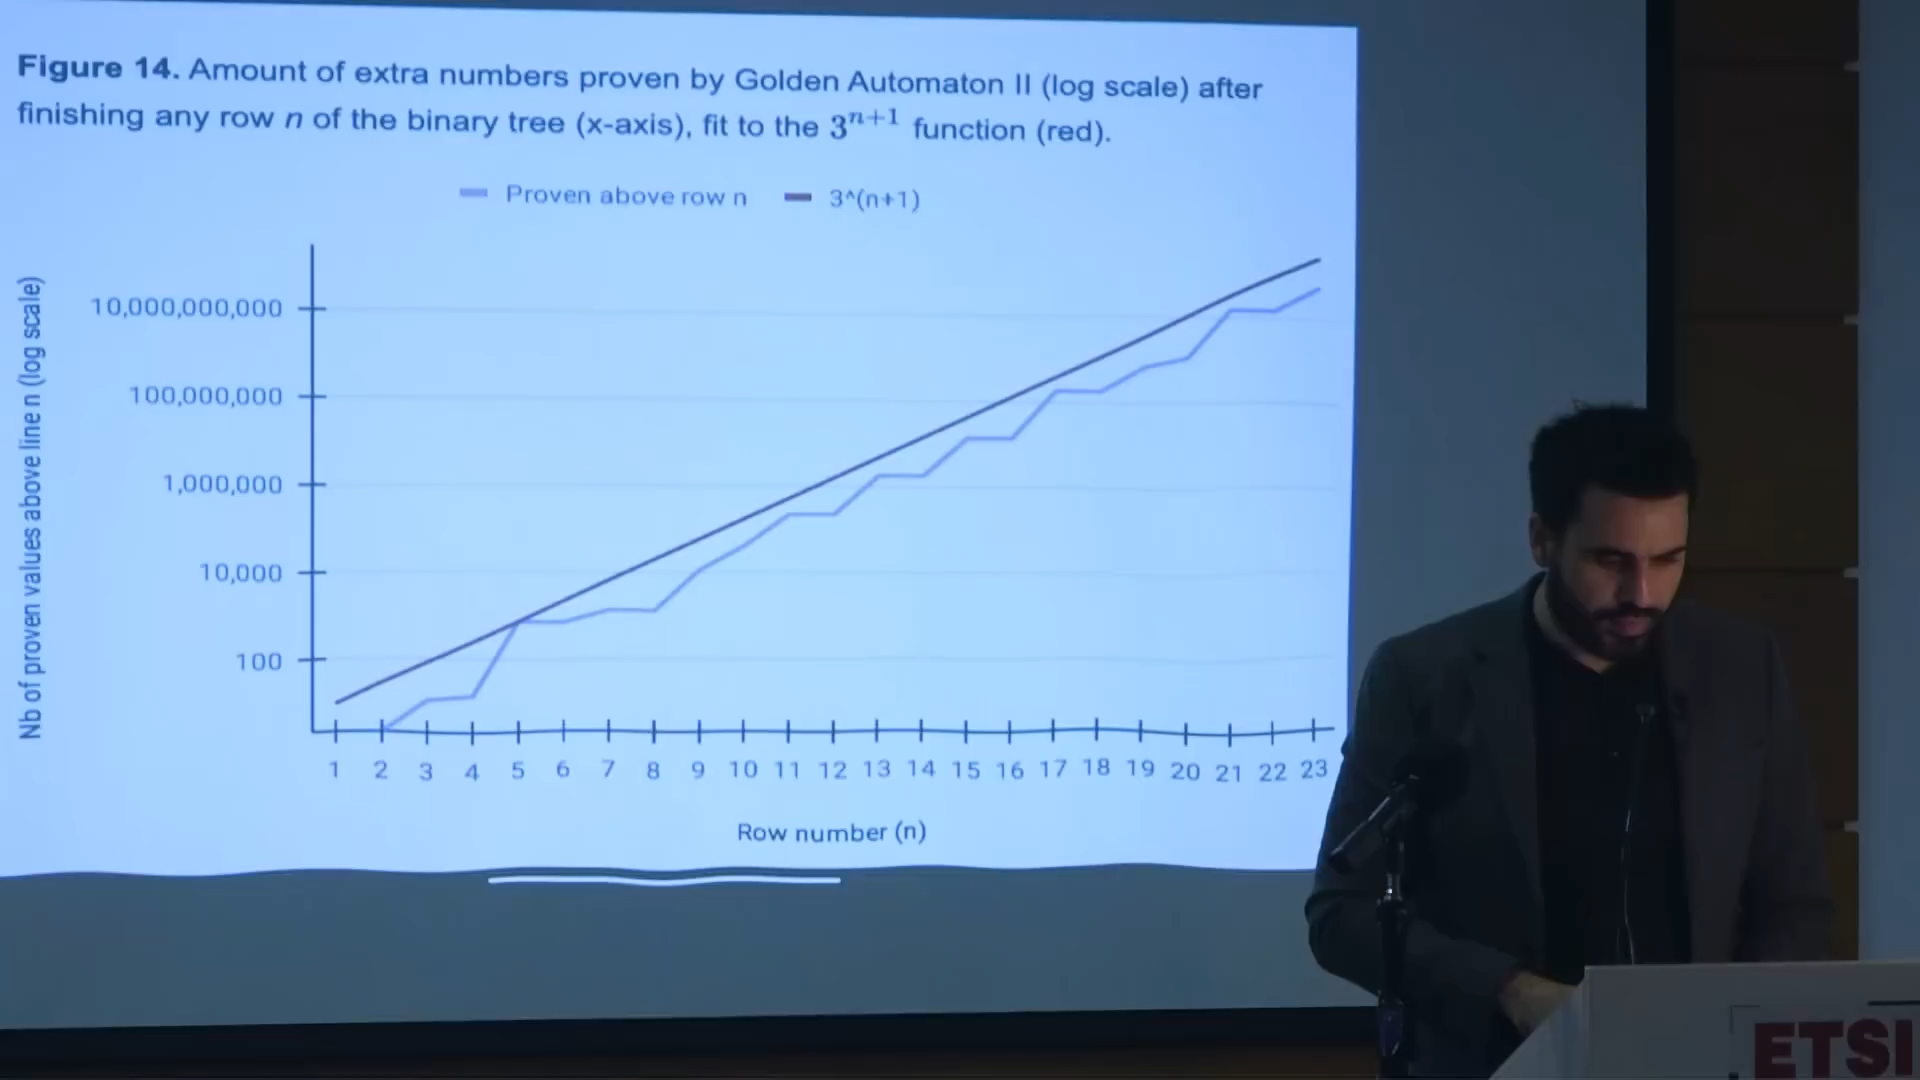 Figure 14. Amount of extra numbers proven by Golden Automaton II (log scale) after
finishing any row n of the binary tree (x-axis), fit to the 3^{n+1} function (red).
Proven above row n 3^(n+1)
Nb of proven values above line n (log scale)
10,000,000,000
100,000,000
1,000,000
10,000
100
1 2 3 4 5 6 7 8 9 10 11 12 13 14 15 16 17 18 19 20 21 22 23
Row number (n)
ETSI